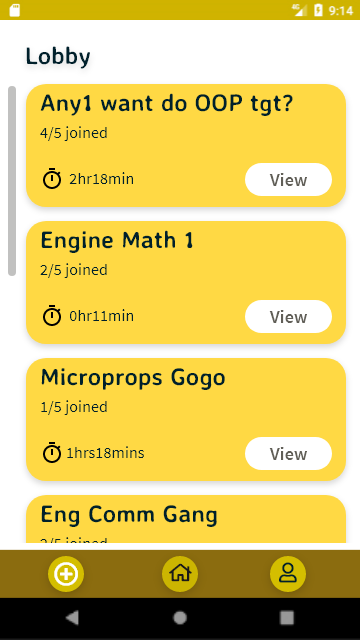 4G 9:14
Lobby
Any1 want do OOP tgt?
4/5 joined
2hr18min
View
Engine Math 1
2/5 joined
0hr11min
View
Microprops Gogo
1/5 joined
1hrs18mins
View
Eng Comm Gang